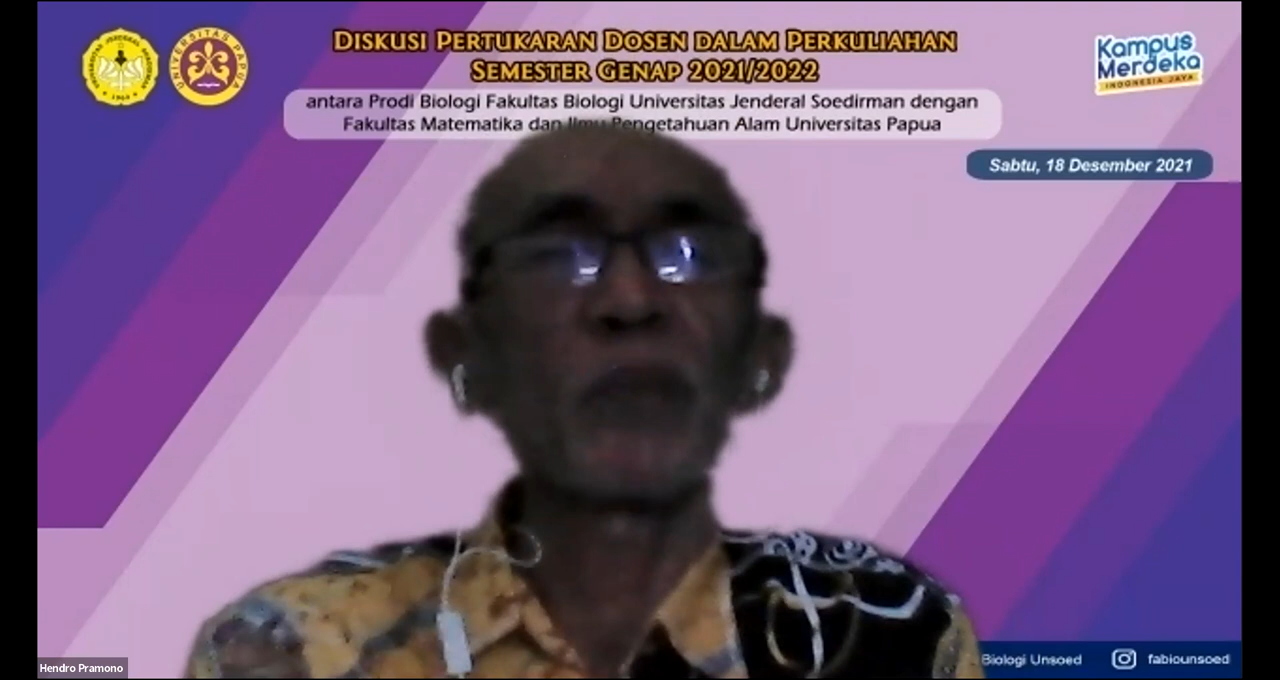 DISKUSI PERTUKARAN DOSEN DALAM PERKULIAHAN
SEMESTER GENAP 2021/2022
antara Prodi Biologi Fakultas Biologi Universitas Jenderal Soedirman dengan
Fakultas Matematika dan Ilmu Pengetahuan Alam Universitas Papua
Kampus
Merdeka
INDONESIA JAYA
Sabtu, 18 Desember 2021
UNIVERSITAS PAPUA
Hendro Pramono
Biologi Unsoed
fabiounsoed